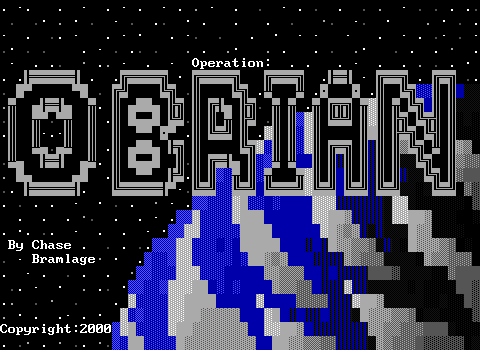 Operation:
OBRIAN
By Chase
Bramlage
Copyright:2000